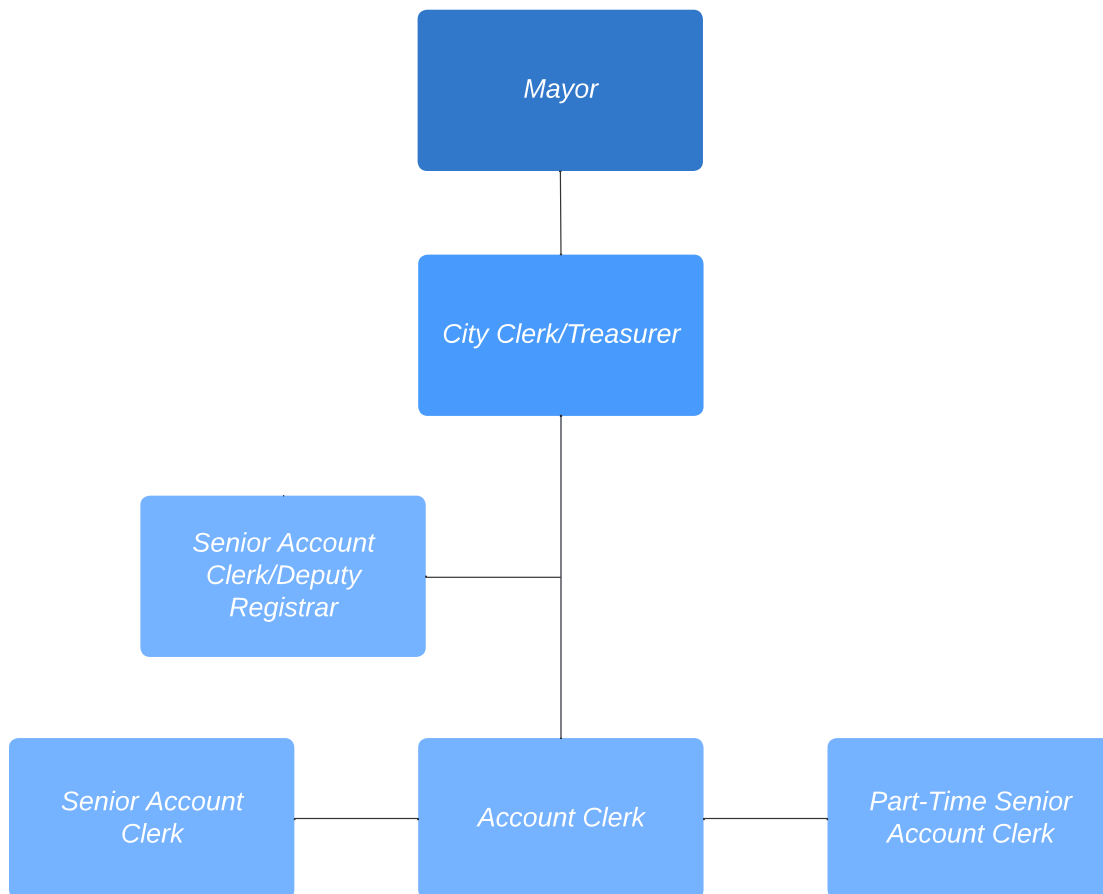 Mayor
City Clerk/Treasurer
Senior Account
Clerk/Deputy
Registrar
Senior Account
Clerk
Account Clerk
Part-Time Senior
Account Clerk